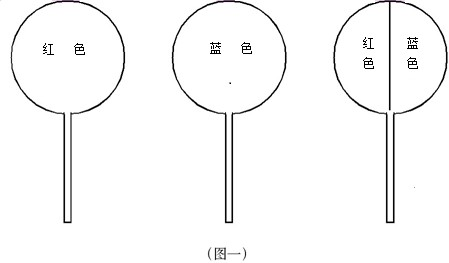 红 色
蓝 色
红 蓝
色 色
(图一)